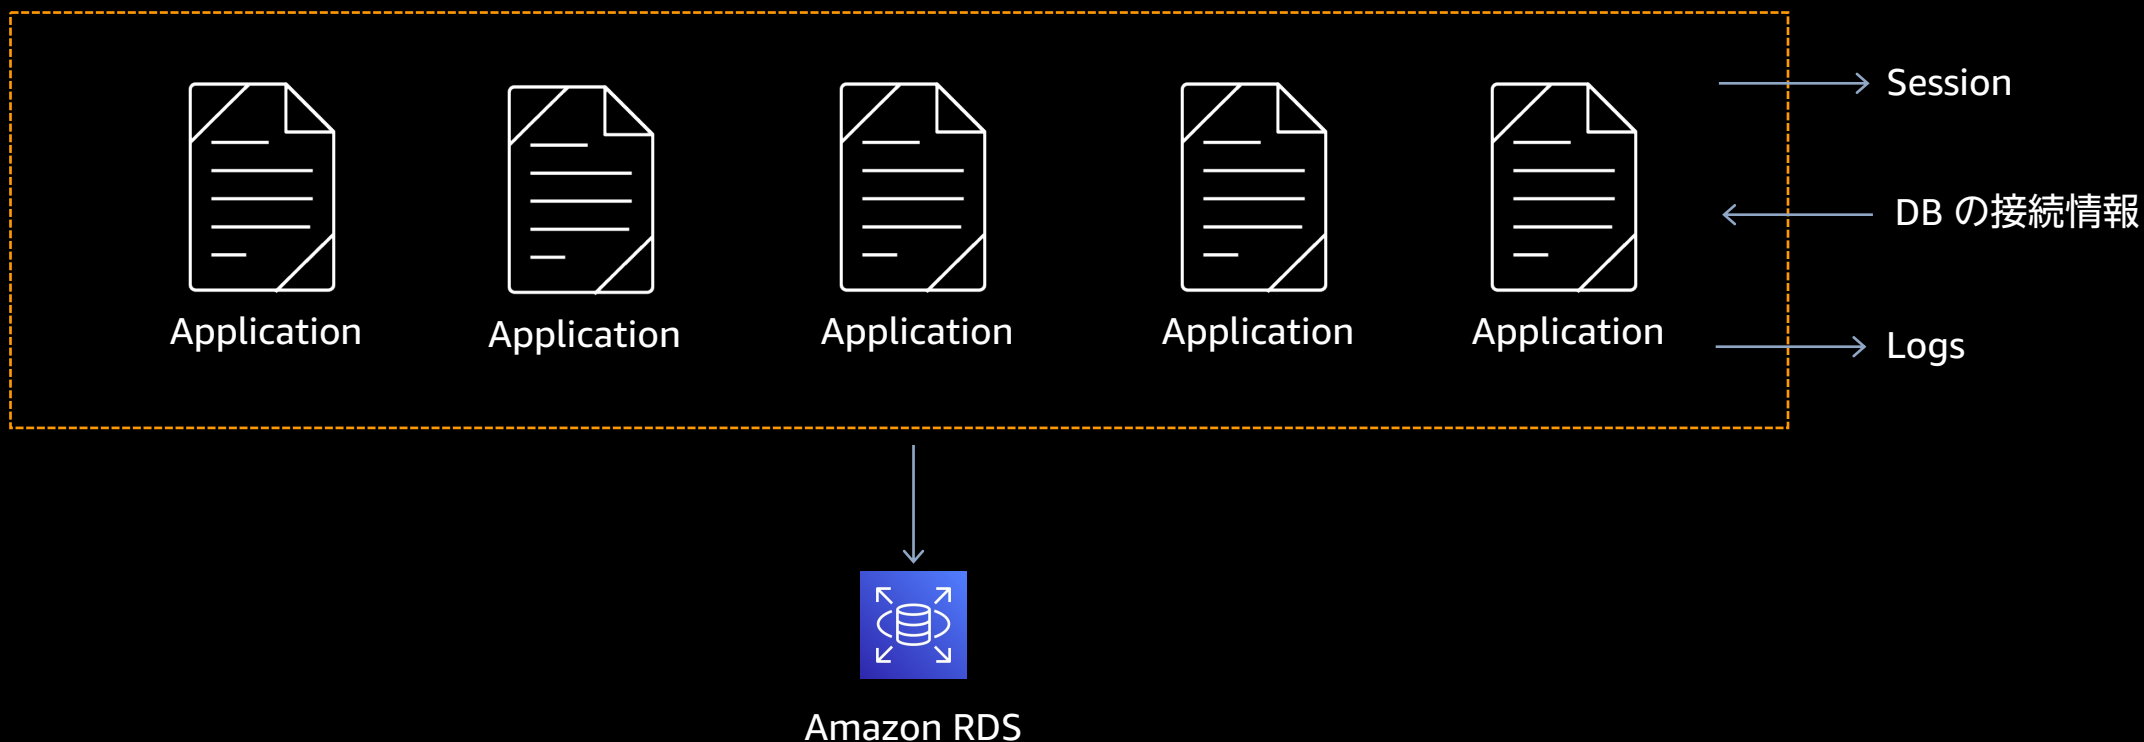 Session
DB の接続情報
Application
Application
Application
Application
Application
Logs
Amazon RDS